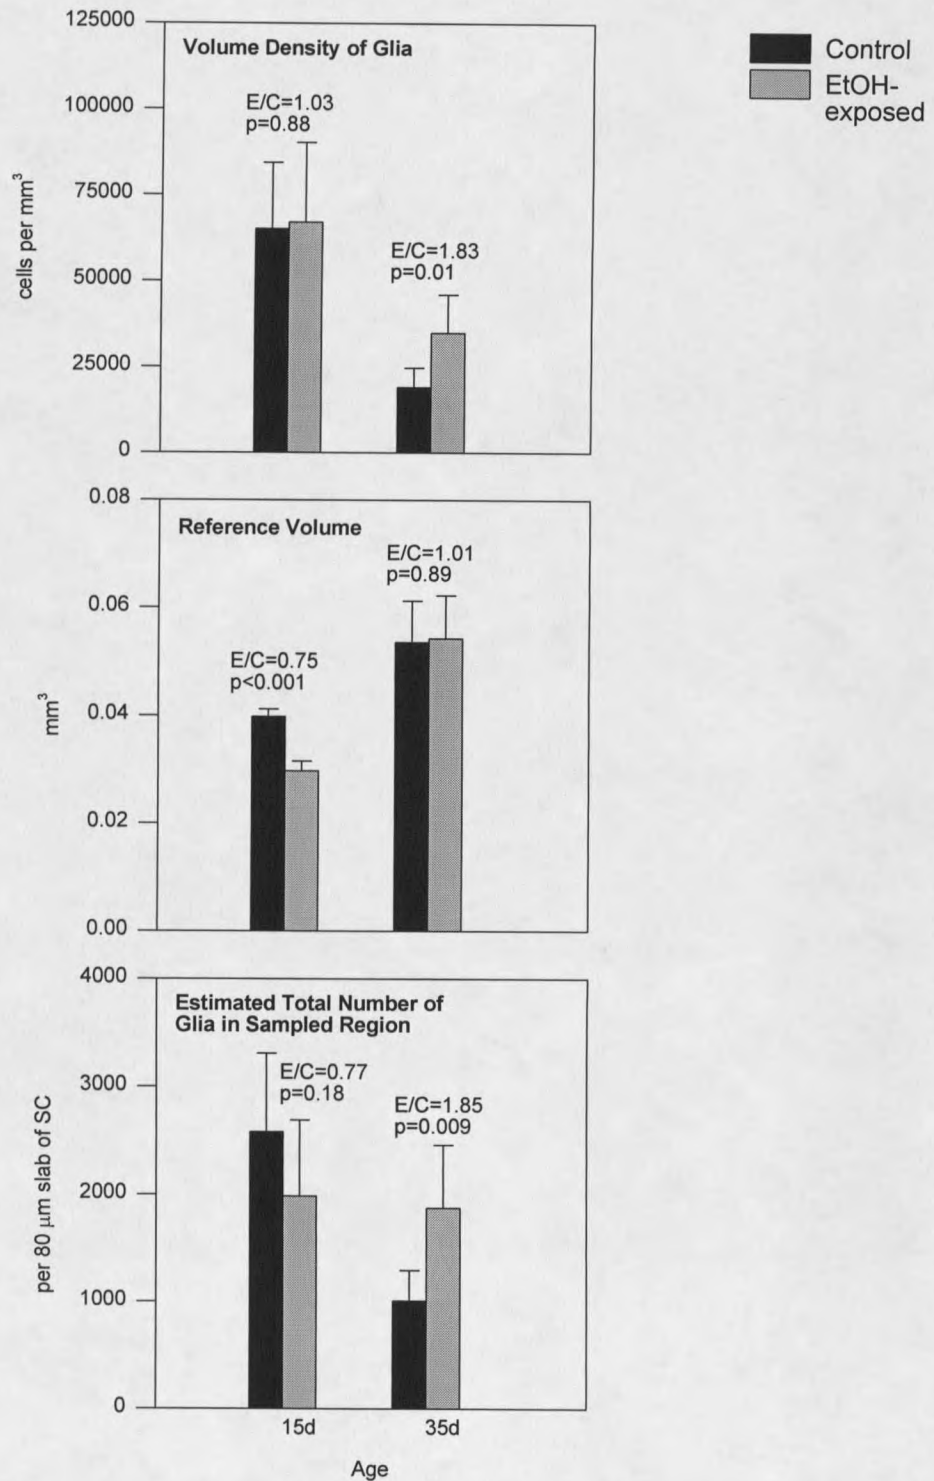 Control
EtOH-
exposed
Volume Density of Glia
125000
100000
75000
50000
25000
0
cells per mm³
E/C=1.03
p=0.88
E/C=1.83
p=0.01
Reference Volume
0.08
0.06
0.04
0.02
0.00
mm³
E/C=0.75
p<0.001
E/C=1.01
p=0.89
Estimated Total Number of
Glia in Sampled Region
4000
3000
2000
1000
0
per 80 μm slab of SC
E/C=0.77
p=0.18
E/C=1.85
p=0.009
15d
35d
Age